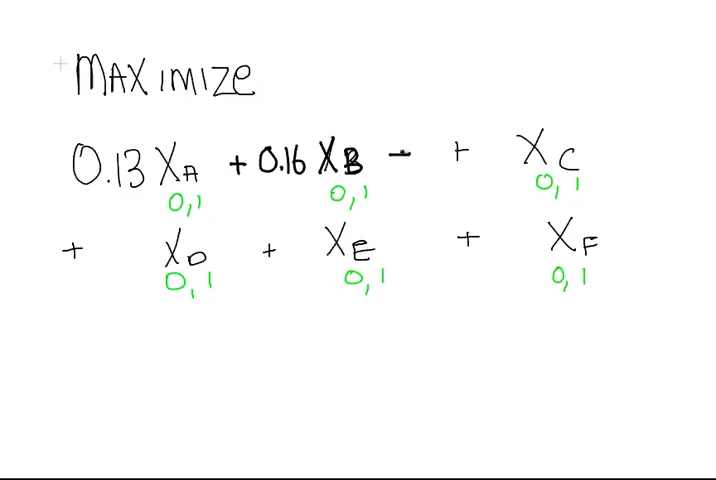 MAXIMIZE
0.13 XA + 0.16 XB - + XC
0,1 0,1 0,1
+ XD + XE + XF
0,1 0,1 0,1